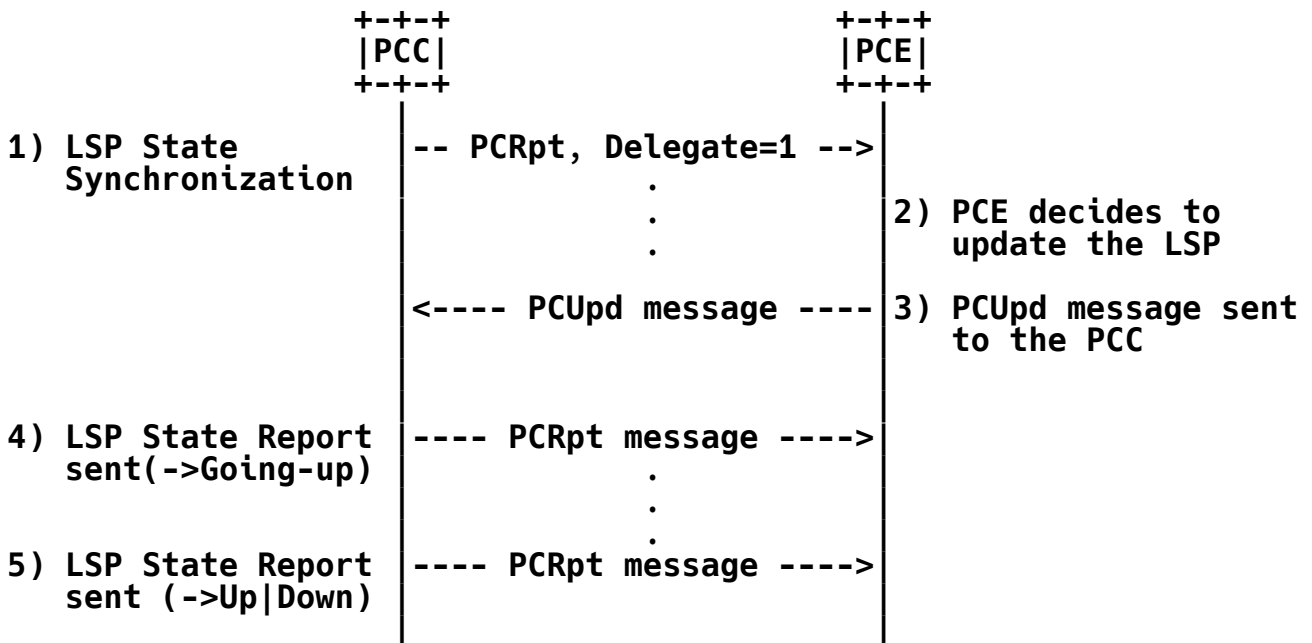 +-+-+                    +-+-+
|PCC|                    |PCE|
+-+-+                    +-+-+
1) LSP State         |-- PCRpt, Delegate=1 -->|
Synchronization   |            .           |
|            .           |2) PCE decides to
|            .           |   update the LSP
|<---- PCUpd message ----|3) PCUpd message sent
|                        |   to the PCC
4) LSP State Report  |---- PCRpt message ---->|
sent(->Going-up)  |            .           |
|            .           |
|            .           |
5) LSP State Report  |---- PCRpt message ---->|
sent (->Up|Down)  |                        |